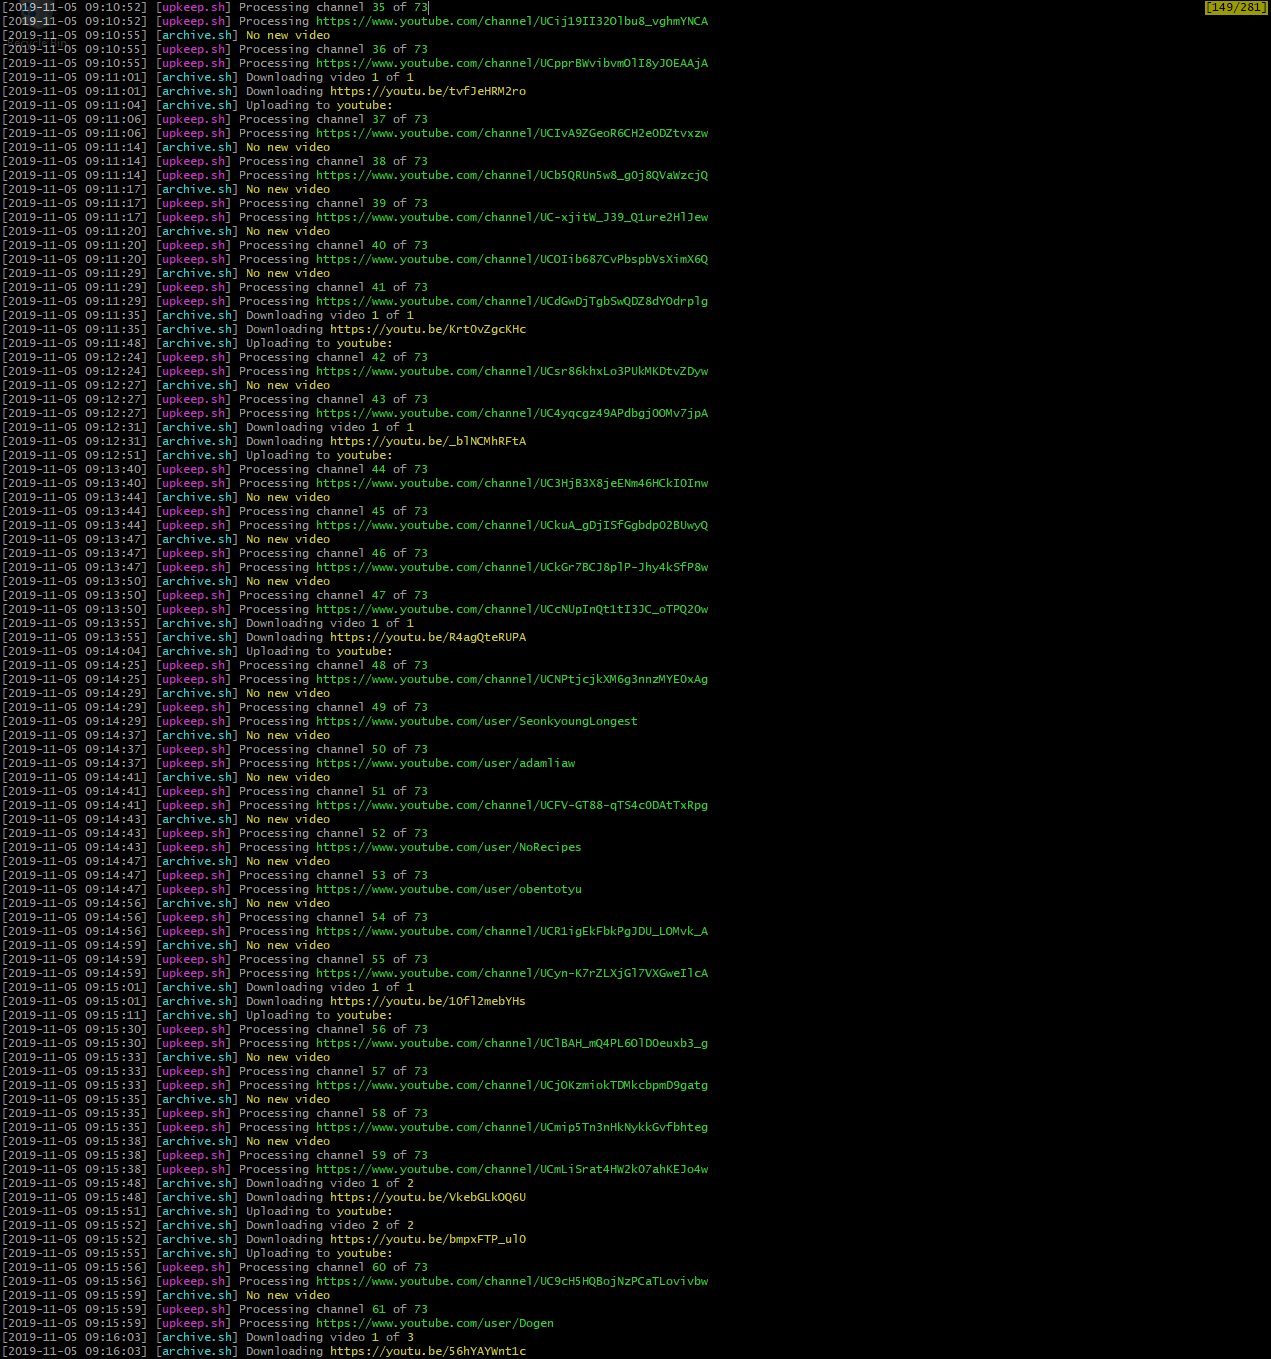 [2019-11-05 09:10:52] [upkeep.sh] Processing channel 35 of 73 [149/281]
[2019-11-05 09:10:52] [upkeep.sh] Processing https://www.youtube.com/channel/UCij19II32Olbu8_vghmYNCA
[2019-11-05 09:10:55] [archive.sh] No new video
[2019-11-05 09:10:55] [upkeep.sh] Processing channel 36 of 73
[2019-11-05 09:10:55] [upkeep.sh] Processing https://www.youtube.com/channel/UCpprBWvibvmOlI8yJOEAAjA
[2019-11-05 09:11:01] [archive.sh] Downloading video 1 of 1
[2019-11-05 09:11:01] [archive.sh] Downloading https://youtu.be/tvfJeHRM2ro
[2019-11-05 09:11:04] [archive.sh] Uploading to youtube:
[2019-11-05 09:11:06] [upkeep.sh] Processing channel 37 of 73
[2019-11-05 09:11:06] [upkeep.sh] Processing https://www.youtube.com/channel/UCIvA9ZGeoR6CH2eODZtvxzw
[2019-11-05 09:11:14] [archive.sh] No new video
[2019-11-05 09:11:14] [upkeep.sh] Processing channel 38 of 73
[2019-11-05 09:11:14] [upkeep.sh] Processing https://www.youtube.com/channel/UCb5QRUn5w8_gOj8QVaWzcjQ
[2019-11-05 09:11:17] [archive.sh] No new video
[2019-11-05 09:11:17] [upkeep.sh] Processing channel 39 of 73
[2019-11-05 09:11:17] [upkeep.sh] Processing https://www.youtube.com/channel/UC-xjitW_J39_Q1ure2HlJew
[2019-11-05 09:11:20] [archive.sh] No new video
[2019-11-05 09:11:20] [upkeep.sh] Processing channel 40 of 73
[2019-11-05 09:11:20] [upkeep.sh] Processing https://www.youtube.com/channel/UCOIib687CvPbspbVsXimX6Q
[2019-11-05 09:11:29] [archive.sh] No new video
[2019-11-05 09:11:29] [upkeep.sh] Processing channel 41 of 73
[2019-11-05 09:11:29] [upkeep.sh] Processing https://www.youtube.com/channel/UCdGwDjTgbSwQDZ8dYOdrplg
[2019-11-05 09:11:35] [archive.sh] Downloading video 1 of 1
[2019-11-05 09:11:35] [archive.sh] Downloading https://youtu.be/KrtOvZgcKHc
[2019-11-05 09:11:48] [archive.sh] Uploading to youtube:
[2019-11-05 09:12:24] [upkeep.sh] Processing channel 42 of 73
[2019-11-05 09:12:24] [upkeep.sh] Processing https://www.youtube.com/channel/UCsr86khxLo3PUkMKDtvZDyw
[2019-11-05 09:12:27] [archive.sh] No new video
[2019-11-05 09:12:27] [upkeep.sh] Processing channel 43 of 73
[2019-11-05 09:12:27] [upkeep.sh] Processing https://www.youtube.com/channel/UC4yqcgz49APdbgjOOMv7jpA
[2019-11-05 09:12:31] [archive.sh] Downloading video 1 of 1
[2019-11-05 09:12:31] [archive.sh] Downloading https://youtu.be/_blNCMhRFtA
[2019-11-05 09:12:51] [archive.sh] Uploading to youtube:
[2019-11-05 09:13:40] [upkeep.sh] Processing channel 44 of 73
[2019-11-05 09:13:40] [upkeep.sh] Processing https://www.youtube.com/channel/UC3HjB3X8jeENm46HCkIOInw
[2019-11-05 09:13:44] [archive.sh] No new video
[2019-11-05 09:13:44] [upkeep.sh] Processing channel 45 of 73
[2019-11-05 09:13:44] [upkeep.sh] Processing https://www.youtube.com/channel/UCkuA_gDjISfGgbdpO2BUwyQ
[2019-11-05 09:13:47] [archive.sh] No new video
[2019-11-05 09:13:47] [upkeep.sh] Processing channel 46 of 73
[2019-11-05 09:13:47] [upkeep.sh] Processing https://www.youtube.com/channel/UCkGr7BCJ8plP-Jhy4kSfP8w
[2019-11-05 09:13:50] [archive.sh] No new video
[2019-11-05 09:13:50] [upkeep.sh] Processing channel 47 of 73
[2019-11-05 09:13:50] [upkeep.sh] Processing https://www.youtube.com/channel/UCcNUpInQt1tI3JC_oTPQ2Ow
[2019-11-05 09:13:55] [archive.sh] Downloading video 1 of 1
[2019-11-05 09:13:55] [archive.sh] Downloading https://youtu.be/R4agQteRUPA
[2019-11-05 09:14:04] [archive.sh] Uploading to youtube:
[2019-11-05 09:14:25] [upkeep.sh] Processing channel 48 of 73
[2019-11-05 09:14:25] [upkeep.sh] Processing https://www.youtube.com/channel/UCNPtjcjkXM6g3nnzMYEOxAg
[2019-11-05 09:14:29] [archive.sh] No new video
[2019-11-05 09:14:29] [upkeep.sh] Processing channel 49 of 73
[2019-11-05 09:14:29] [upkeep.sh] Processing https://www.youtube.com/user/SeonkyoungLongest
[2019-11-05 09:14:37] [archive.sh] No new video
[2019-11-05 09:14:37] [upkeep.sh] Processing channel 50 of 73
[2019-11-05 09:14:37] [upkeep.sh] Processing https://www.youtube.com/user/adamliaw
[2019-11-05 09:14:41] [archive.sh] No new video
[2019-11-05 09:14:41] [upkeep.sh] Processing channel 51 of 73
[2019-11-05 09:14:41] [upkeep.sh] Processing https://www.youtube.com/channel/UCFV-GT88-qTS4cODAtTxRpg
[2019-11-05 09:14:43] [archive.sh] No new video
[2019-11-05 09:14:43] [upkeep.sh] Processing channel 52 of 73
[2019-11-05 09:14:43] [upkeep.sh] Processing https://www.youtube.com/user/NoRecipes
[2019-11-05 09:14:47] [archive.sh] No new video
[2019-11-05 09:14:47] [upkeep.sh] Processing channel 53 of 73
[2019-11-05 09:14:47] [upkeep.sh] Processing https://www.youtube.com/user/obentotyu
[2019-11-05 09:14:56] [archive.sh] No new video
[2019-11-05 09:14:56] [upkeep.sh] Processing channel 54 of 73
[2019-11-05 09:14:56] [upkeep.sh] Processing https://www.youtube.com/channel/UCR1igEkFbkPgJDU_LOMvk_A
[2019-11-05 09:14:59] [archive.sh] No new video
[2019-11-05 09:14:59] [upkeep.sh] Processing channel 55 of 73
[2019-11-05 09:14:59] [upkeep.sh] Processing https://www.youtube.com/channel/UCyn-K7rZLXjGl7VXGweIlcA
[2019-11-05 09:15:01] [archive.sh] Downloading video 1 of 1
[2019-11-05 09:15:01] [archive.sh] Downloading https://youtu.be/1Ofl2mebYHs
[2019-11-05 09:15:11] [archive.sh] Uploading to youtube:
[2019-11-05 09:15:30] [upkeep.sh] Processing channel 56 of 73
[2019-11-05 09:15:30] [upkeep.sh] Processing https://www.youtube.com/channel/UClBAH_mQ4PL6OlDOeuxb3_g
[2019-11-05 09:15:33] [archive.sh] No new video
[2019-11-05 09:15:33] [upkeep.sh] Processing channel 57 of 73
[2019-11-05 09:15:33] [upkeep.sh] Processing https://www.youtube.com/channel/UCjOKzmiokTDMkcbpmD9gatg
[2019-11-05 09:15:35] [archive.sh] No new video
[2019-11-05 09:15:35] [upkeep.sh] Processing channel 58 of 73
[2019-11-05 09:15:35] [upkeep.sh] Processing https://www.youtube.com/channel/UCmip5Tn3nHkNykkGvfbhteg
[2019-11-05 09:15:38] [archive.sh] No new video
[2019-11-05 09:15:38] [upkeep.sh] Processing channel 59 of 73
[2019-11-05 09:15:38] [upkeep.sh] Processing https://www.youtube.com/channel/UCmLiSrat4HW2kO7ahKEJo4w
[2019-11-05 09:15:48] [archive.sh] Downloading video 1 of 2
[2019-11-05 09:15:48] [archive.sh] Downloading https://youtu.be/VkebGLkOQ6U
[2019-11-05 09:15:51] [archive.sh] Uploading to youtube:
[2019-11-05 09:15:52] [archive.sh] Downloading video 2 of 2
[2019-11-05 09:15:52] [archive.sh] Downloading https://youtu.be/bmpxFTP_ulO
[2019-11-05 09:15:55] [archive.sh] Uploading to youtube:
[2019-11-05 09:15:56] [upkeep.sh] Processing channel 60 of 73
[2019-11-05 09:15:56] [upkeep.sh] Processing https://www.youtube.com/channel/UC9cH5HQBojNzPCaTLovivbw
[2019-11-05 09:15:59] [archive.sh] No new video
[2019-11-05 09:15:59] [upkeep.sh] Processing channel 61 of 73
[2019-11-05 09:15:59] [upkeep.sh] Processing https://www.youtube.com/user/Dogen
[2019-11-05 09:16:03] [archive.sh] Downloading video 1 of 3
[2019-11-05 09:16:03] [archive.sh] Downloading https://youtu.be/56hYAYWnt1c